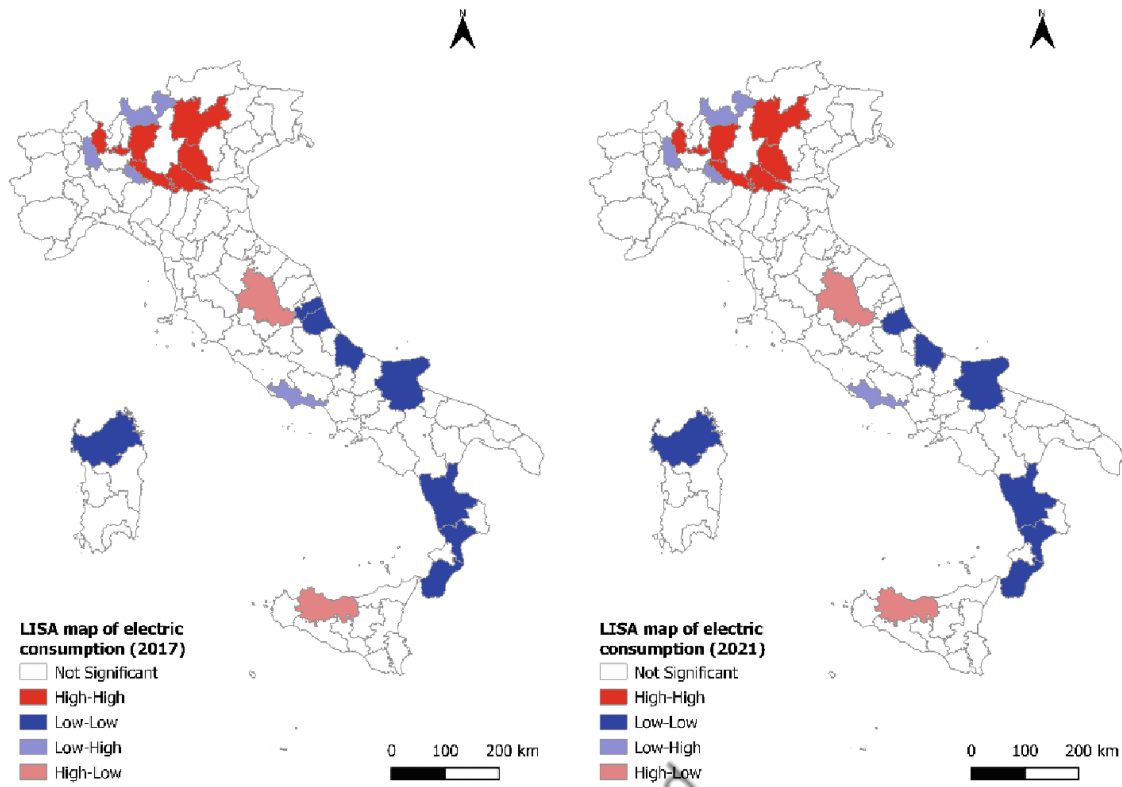 N
LISA map of electric
consumption (2017)
Not Significant
High-High
Low-Low
Low-High
High-Low
0 100 200 km
N
LISA map of electric
consumption (2021)
Not Significant
High-High
Low-Low
Low-High
High-Low
0 100 200 km